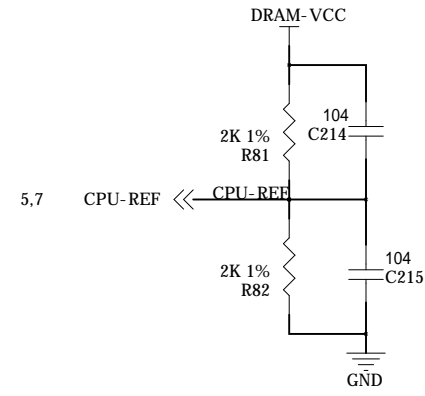 DRAM-VCC
104
C214
2K 1%
R81
5,7 CPU-REF CPU-REF
104
C215
2K 1%
R82
GND